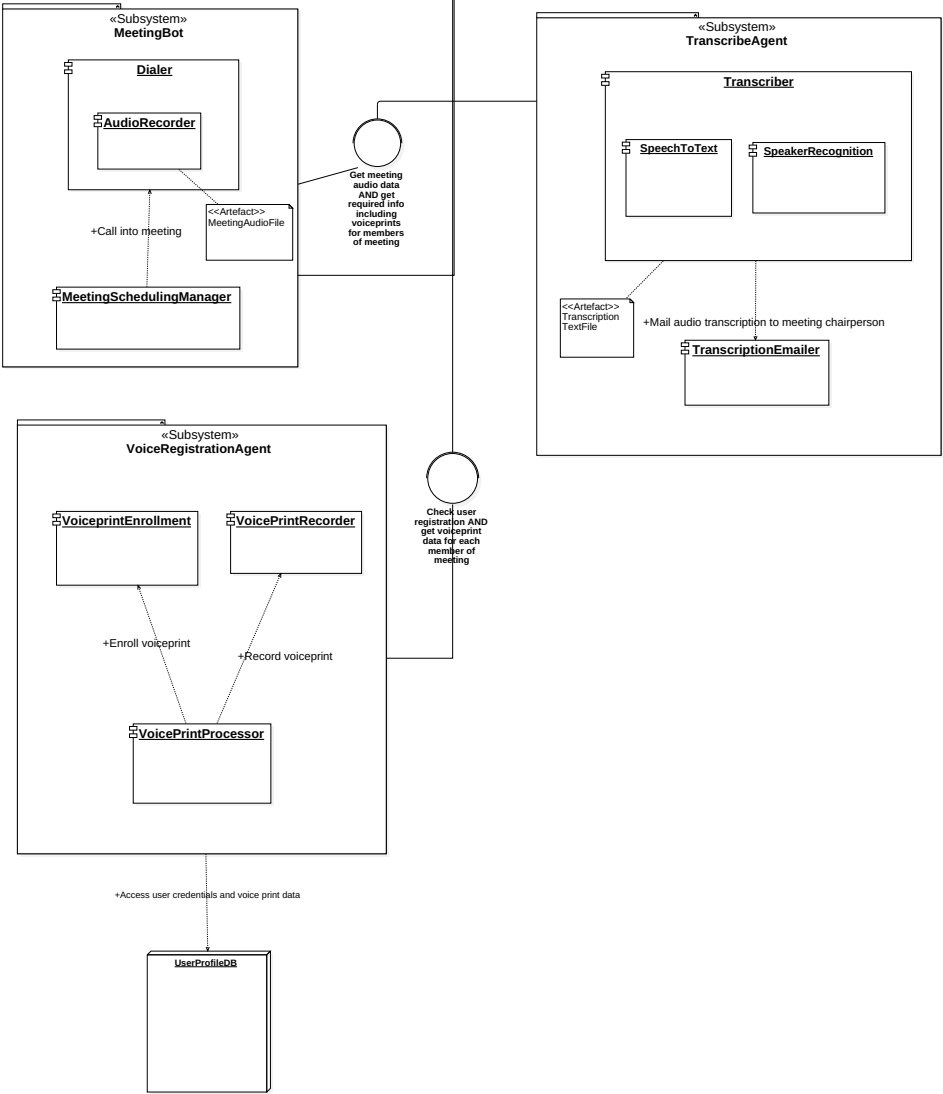 «Subsystem»
MeetingBot
Dialer
AudioRecorder
<<Artefact>>
MeetingAudioFile
+Call into meeting
MeetingSchedulingManager
Get meeting
audio data
AND get
required info
including
voiceprints
for members
of meeting
«Subsystem»
TranscribeAgent
Transcriber
SpeechToText
SpeakerRecognition
<<Artefact>>
Transcription
TextFile
+Mail audio transcription to meeting chairperson
TranscriptionEmailer
«Subsystem»
VoiceRegistrationAgent
VoiceprintEnrollment
VoicePrintRecorder
+Enroll voiceprint
+Record voiceprint
VoicePrintProcessor
Check user
registration AND
get voiceprint
data for each
member of
meeting
+Access user credentials and voice print data
UserProfileDB